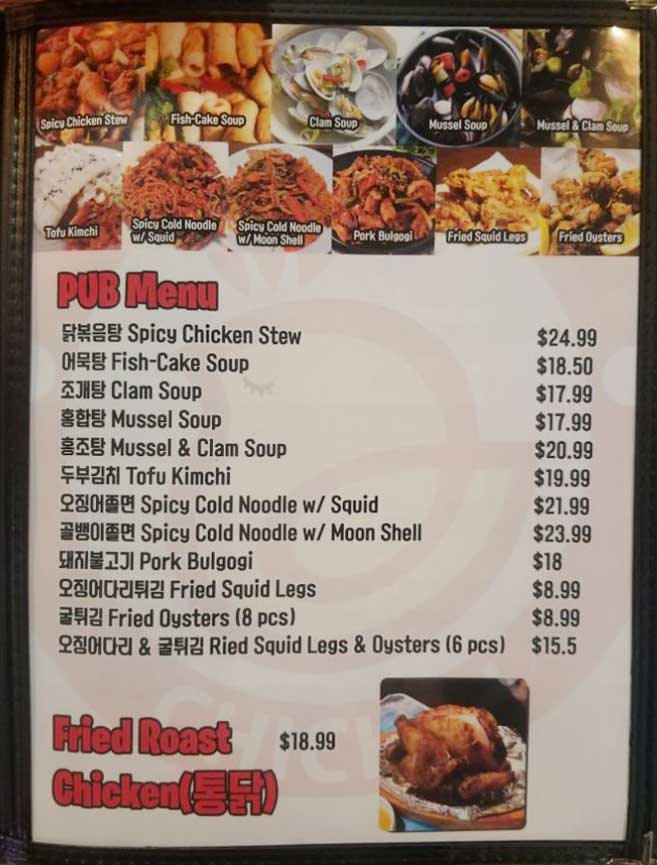 Spicy Chicken Stew
Fish-Cake Soup
Clam Soup
Mussel Soup
Mussel & Clam Soup
Tofu Kimchi
Spicy Cold Noodle
w/ Squid
Spicy Cold Noodle
w/ Moon Shell
Pork Bulgogi
Fried Squid Legs
Fried Oysters
PUB Menu
닭볶음탕 Spicy Chicken Stew $24.99
어묵탕 Fish-Cake Soup $18.50
조개탕 Clam Soup $17.99
홍합탕 Mussel Soup $17.99
홍조탕 Mussel & Clam Soup $20.99
두부김치 Tofu Kimchi $19.99
오징어쫄면 Spicy Cold Noodle w/ Squid $21.99
골뱅이쫄면 Spicy Cold Noodle w/ Moon Shell $23.99
돼지불고기 Pork Bulgogi $18
오징어다리튀김 Fried Squid Legs $8.99
굴튀김 Fried Oysters (8 pcs) $8.99
오징어다리 & 굴튀김 Ried Squid Legs & Oysters (6 pcs) $15.5
Fried Roast $18.99
Chicken(통닭)